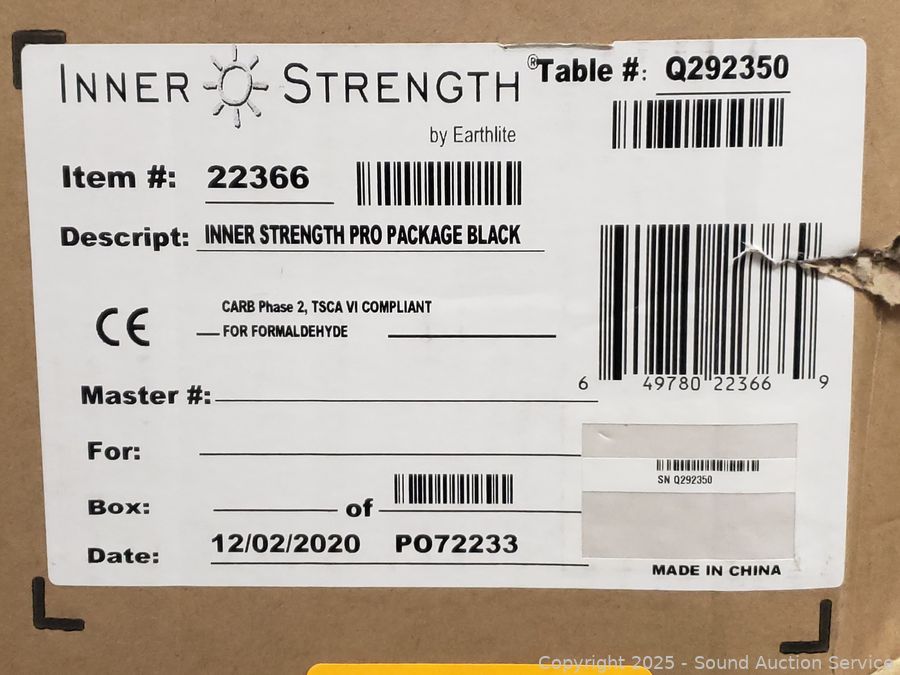 INNER STRENGTH®
by Earthlite
Table #: Q292350
Item #: 22366
Descript: INNER STRENGTH PRO PACKAGE BLACK
CE
CARB Phase 2, TSCA VI COMPLIANT
FOR FORMALDEHYDE
6 49780 22366 9
Master #:
For:
SN Q292350
Box: of
Date: 12/02/2020 PO72233
MADE IN CHINA
Copyright 2025 - Sound Auction Service